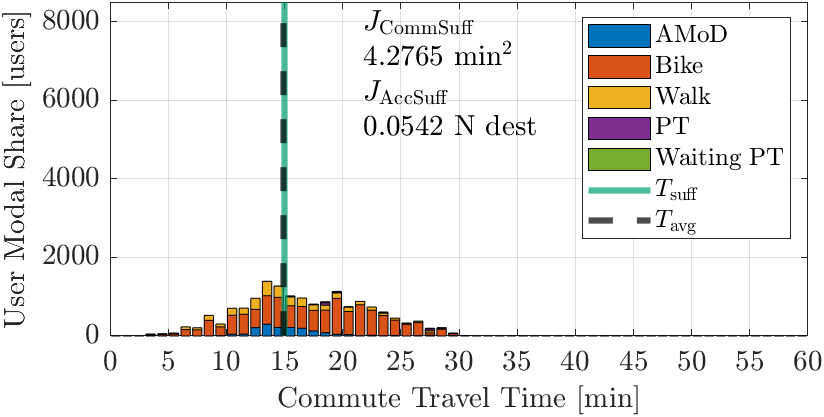 J_CommSuff
4.2765 min²
J_AccSuff
0.0542 N dest
AMoD
Bike
Walk
PT
Waiting PT
T_suff
T_avg
User Modal Share [users]
8000
6000
4000
2000
0
0 5 10 15 20 25 30 35 40 45 50 55 60
Commute Travel Time [min]